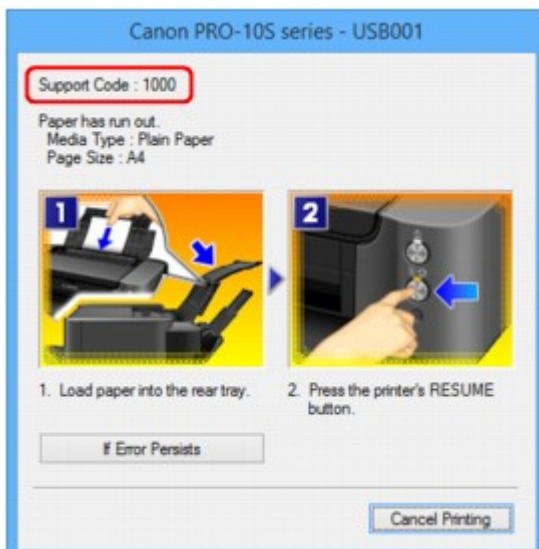 Canon PRO-10S series - USB001
Support Code : 1000
Paper has run out.
Media Type : Plain Paper
Page Size : A4
1
2
1. Load paper into the rear tray.
2. Press the printer's RESUME
button.
If Error Persists
Cancel Printing